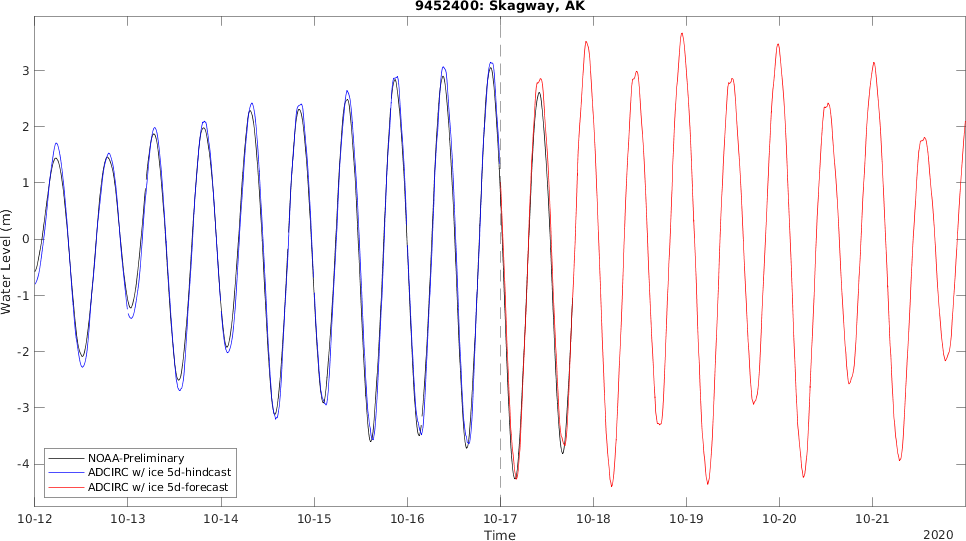 9452400: Skagway, AK
Water Level (m)
3
2
1
0
-1
-2
-3
-4
NOAA-Preliminary
ADCIRC w/ ice 5d-hindcast
ADCIRC w/ ice 5d-forecast
10-12 10-13 10-14 10-15 10-16 10-17 10-18 10-19 10-20 10-21
Time
2020